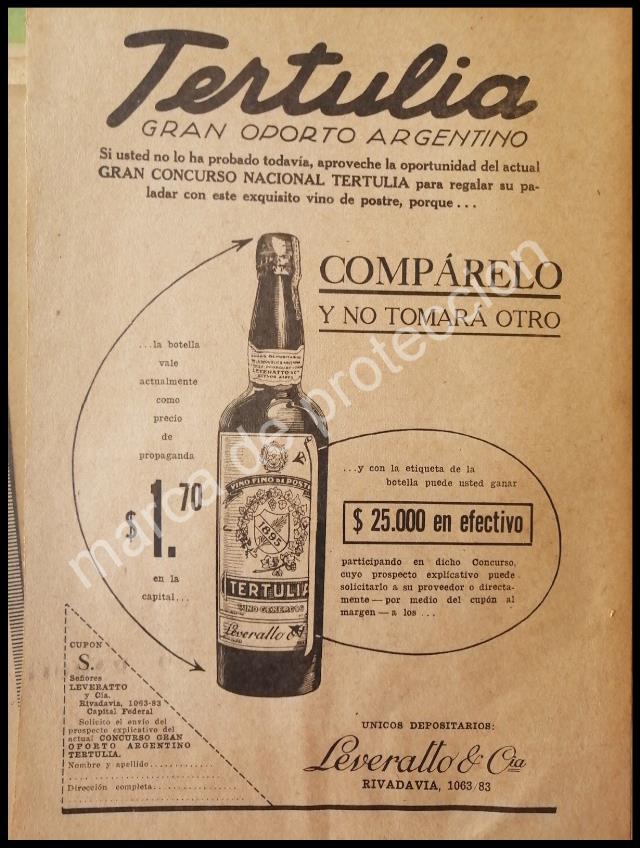 Tertulia
GRAN OPORTO ARGENTINO
Si usted no lo ha probado todavía, aproveche la oportunidad del actual
GRAN CONCURSO NACIONAL TERTULIA para regalar su pa-
ladar con este exquisito vino de postre, porque...
COMPÁRELO
Y NO TOMARÁ OTRO
...la botella
vale
actualmente
como
precio
de
propaganda
$ 1.70
en la
capital...
LEVERATTO & Cª
BUENOS AIRES
VINO FINO DE POSTRE
1895
TERTULIA
VINO GENEROSO
Leveratto &
...y con la etiqueta de la
botella puede usted ganar
$ 25.000 en efectivo
participando en dicho Concurso,
cuyo prospecto explicativo puede
solicitarlo a su proveedor o directa-
mente — por medio del cupón al
margen — a los ...
CUPON
S.
Señores
LEVERATTO
y Cía.
Rivadavia, 1063-83
Capital Federal
Solicito el envío del
prospecto explicativo del
actual CONCURSO GRAN
OPORTO ARGENTINO
TERTULIA.
Nombre y apellido
Dirección completa
UNICOS DEPOSITARIOS:
Leveratto & Cia
RIVADAVIA, 1063/83
marca de protección